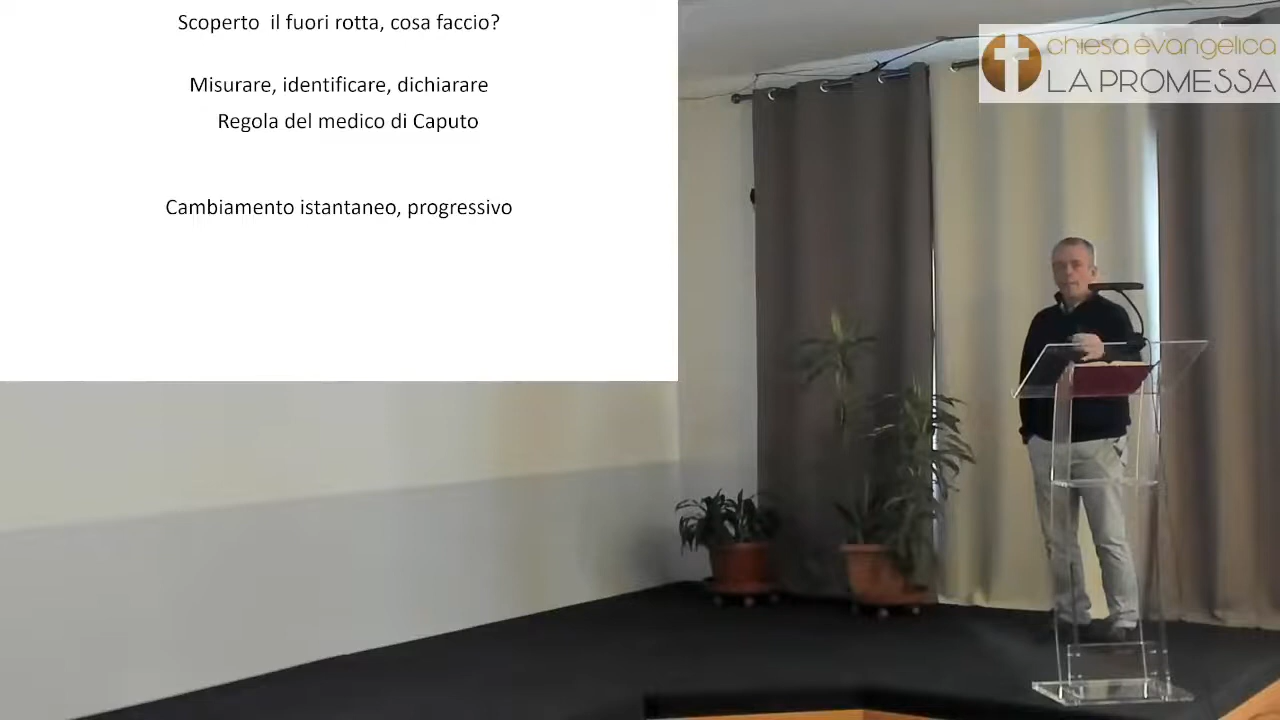 Scoperto  il fuori rotta, cosa faccio?
Misurare, identificare, dichiarare
Regola del medico di Caputo
Cambiamento istantaneo, progressivo
chiesa evangelica
LA PROMESSA